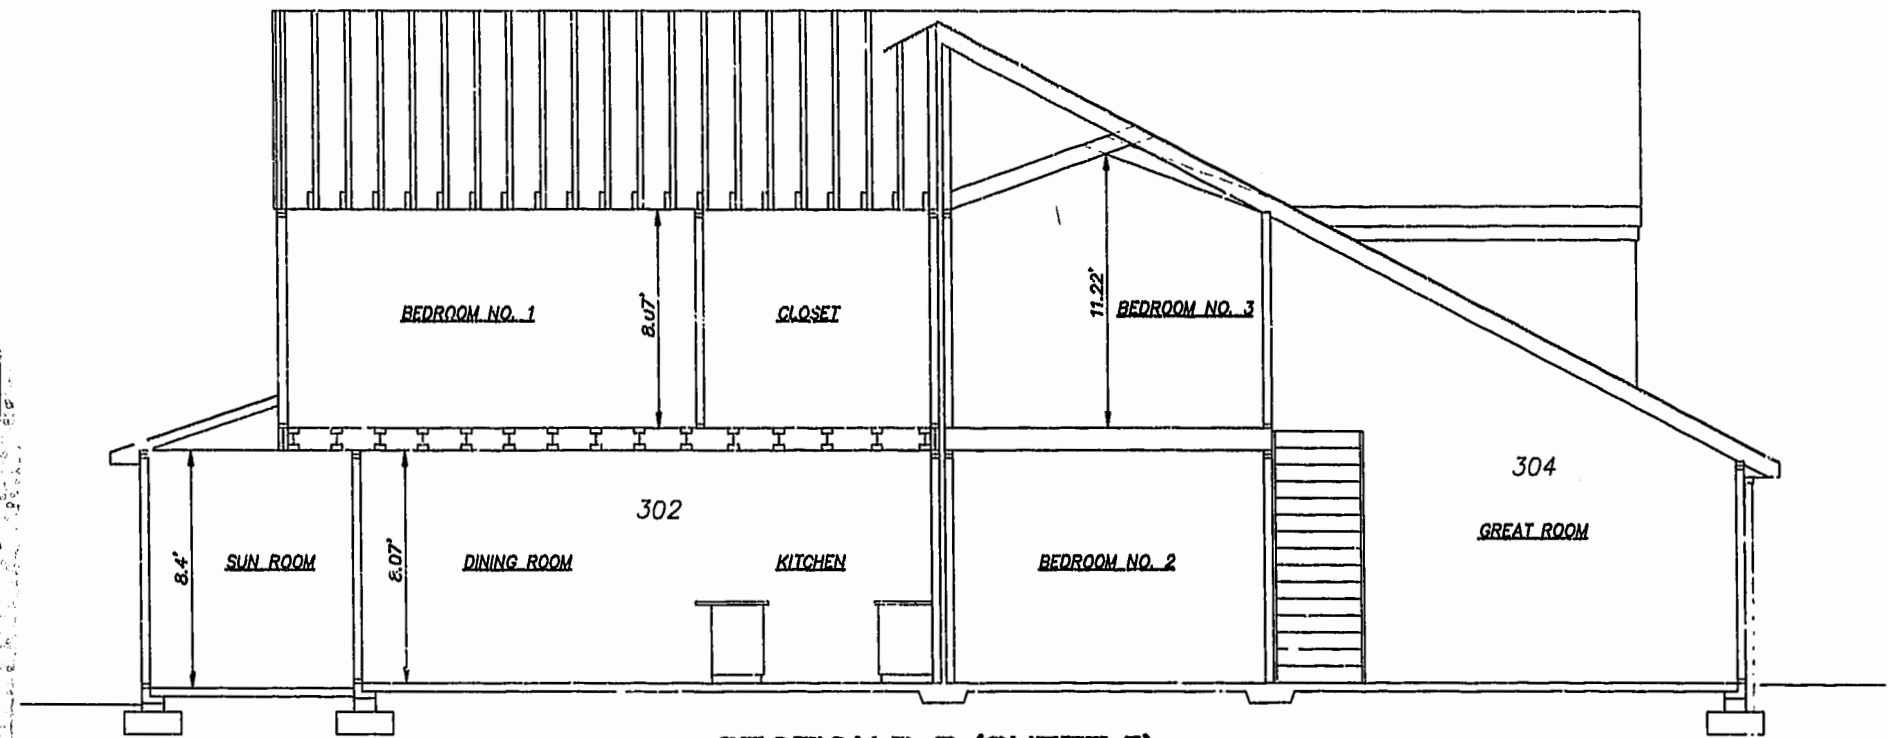 BEDROOM NO. 1
8.07'
CLOSET
11.22'
BEDROOM NO. 3
302
304
GREAT ROOM
8.4'
SUN ROOM
8.07'
DINING ROOM
KITCHEN
BEDROOM NO. 2